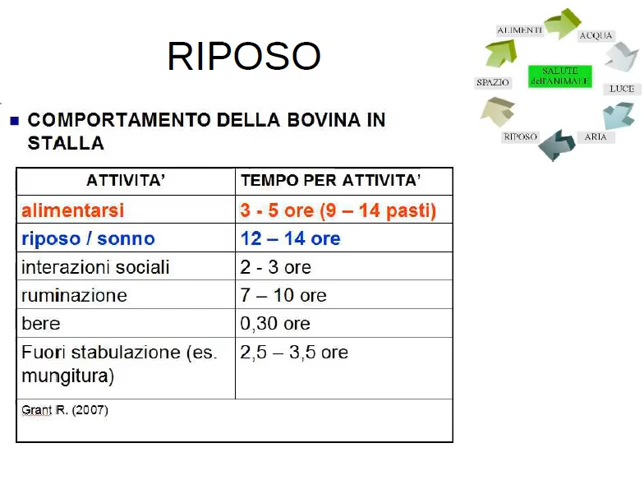 RIPOSO
ALIMENTI
ACQUA
SPAZIO
SALUTE
dell'ANIMALE
LUCE
RIPOSO
ARIA
COMPORTAMENTO DELLA BOVINA IN
STALLA
ATTIVITA' TEMPO PER ATTIVITA'
alimentarsi 3 - 5 ore (9 – 14 pasti)
riposo / sonno 12 – 14 ore
interazioni sociali 2 - 3 ore
ruminazione 7 – 10 ore
bere 0,30 ore
Fuori stabulazione (es. 2,5 – 3,5 ore
mungitura)
Grant R. (2007)